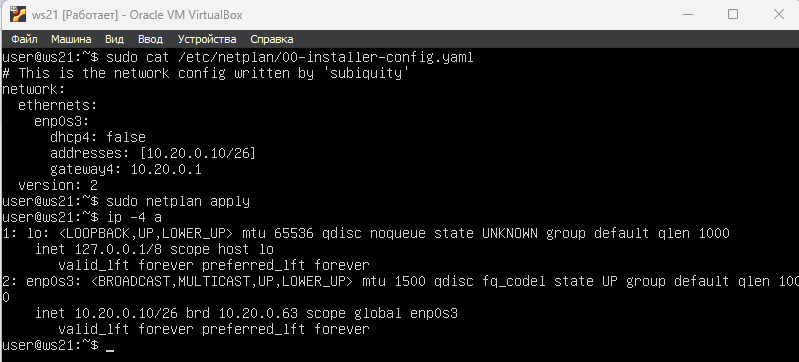 ws21 [Работает] - Oracle VM VirtualBox
Файл Машина Вид Ввод Устройства Справка
user@ws21:~$ sudo cat /etc/netplan/00-installer-config.yaml
# This is the network config written by 'subiquity'
network:
  ethernets:
    enp0s3:
      dhcp4: false
      addresses: [10.20.0.10/26]
      gateway4: 10.20.0.1
  version: 2
user@ws21:~$ sudo netplan apply
user@ws21:~$ ip -4 a
1: lo: <LOOPBACK,UP,LOWER_UP> mtu 65536 qdisc noqueue state UNKNOWN group default qlen 1000
    inet 127.0.0.1/8 scope host lo
       valid_lft forever preferred_lft forever
2: enp0s3: <BROADCAST,MULTICAST,UP,LOWER_UP> mtu 1500 qdisc fq_codel state UP group default qlen 100
0
    inet 10.20.0.10/26 brd 10.20.0.63 scope global enp0s3
       valid_lft forever preferred_lft forever
user@ws21:~$ _